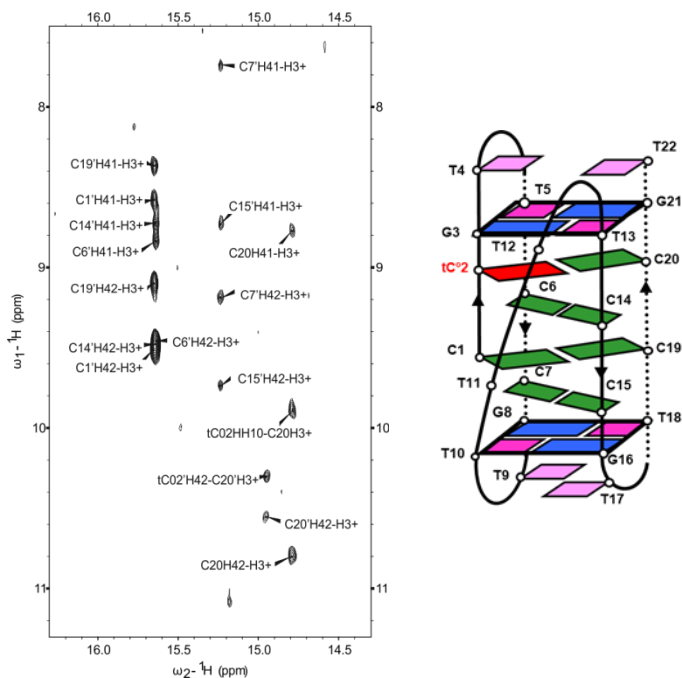 16.0 15.5 15.0 14.5
8
9
10
11
16.0 15.5 15.0 14.5
ω1-1H (ppm)
ω2-1H (ppm)
C7'H41-H3+
C19'H41-H3+
C1'H41-H3+
C15'H41-H3+
C14'H41-H3+
C6'H41-H3+
C20H41-H3+
C19'H42-H3+
C7'H42-H3+
C14'H42-H3+
C6'H42-H3+
C1'H42-H3+
C15'H42-H3+
tC02HH10-C20H3+
tC02'H42-C20'H3+
C20'H42-H3+
C20H42-H3+
T22
T4
T5
G21
G3
T12
T13
tC°2
C20
C6
C14
C1
C19
C7
T11
C15
G8
T18
T10
G16
T9
T17